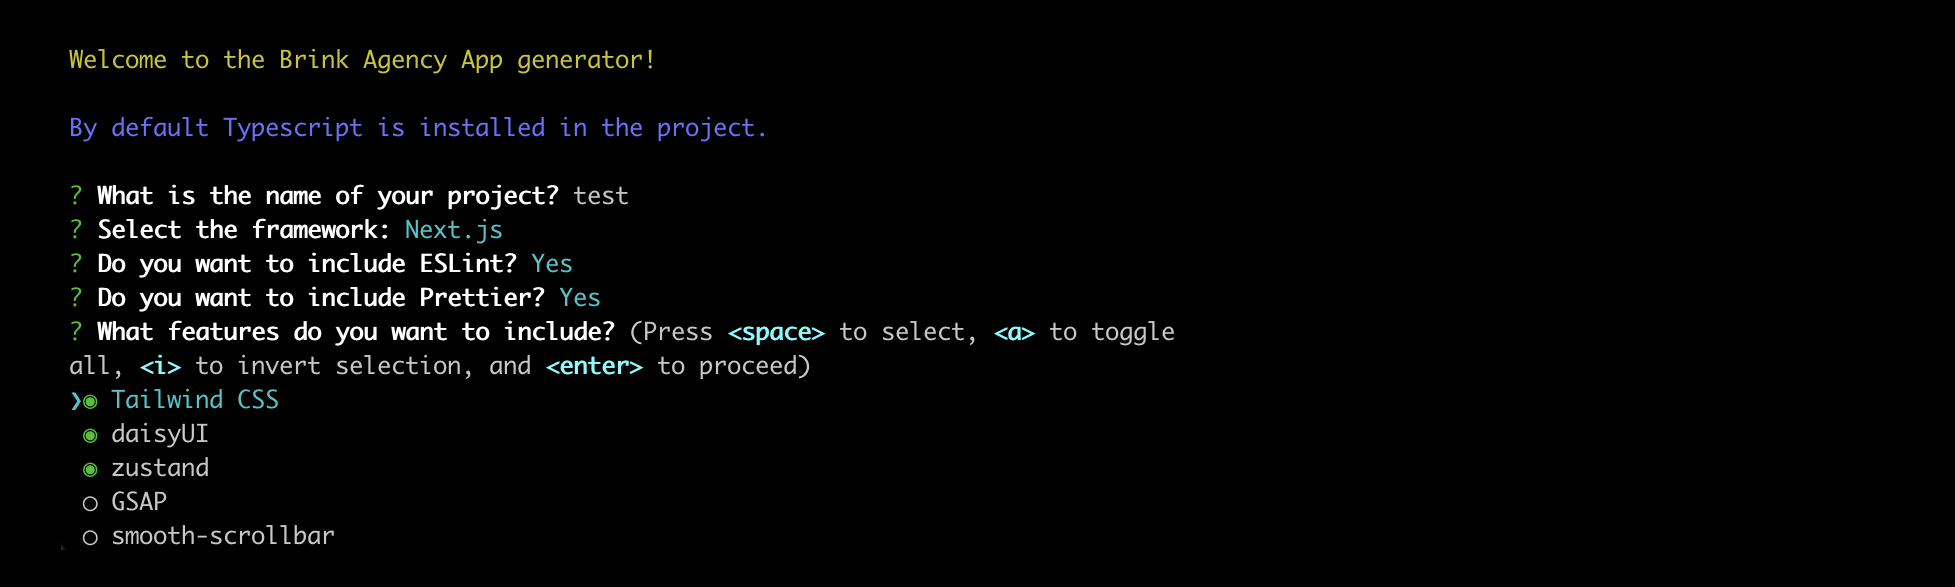 Welcome to the Brink Agency App generator!
By default Typescript is installed in the project.
? What is the name of your project? test
? Select the framework: Next.js
? Do you want to include ESLint? Yes
? Do you want to include Prettier? Yes
? What features do you want to include? (Press <space> to select, <a> to toggle
all, <i> to invert selection, and <enter> to proceed)
❯◉ Tailwind CSS
◉ daisyUI
◉ zustand
◯ GSAP
◯ smooth-scrollbar